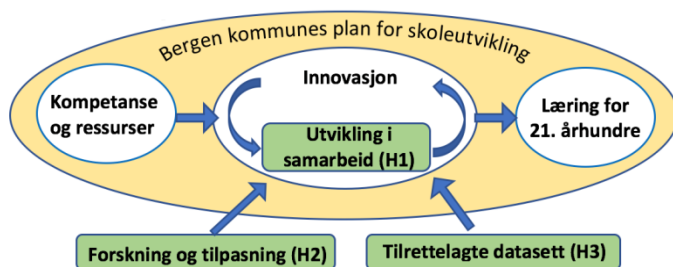 Bergen kommunes plan for skoleutvikling
Kompetanse
og ressurser
Innovasjon
Utvikling i
samarbeid (H1)
Læring for
21. århundre
Forskning og tilpasning (H2)
Tilrettelagte datasett (H3)